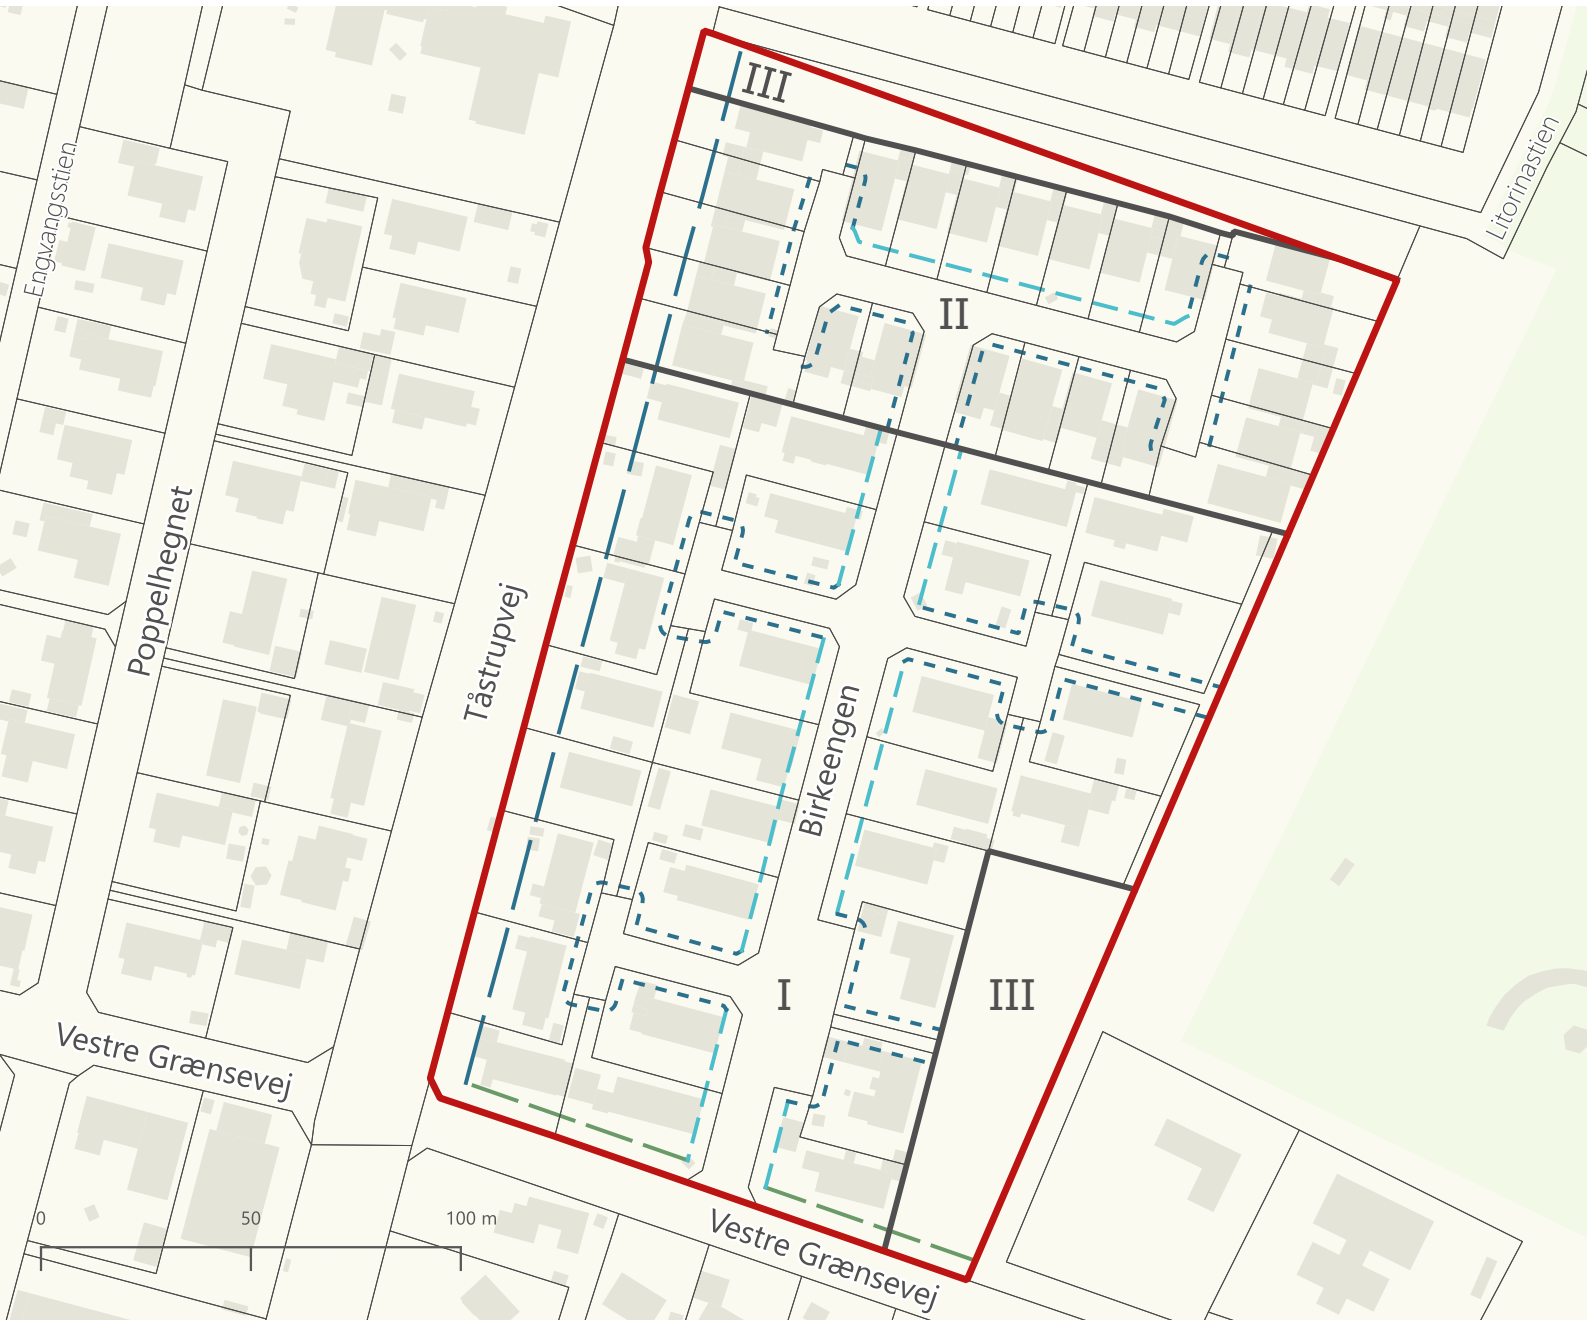 III
Litorinastien
Engvangsstien
II
Poppelhegnet
Tåstrupvej
Birkeengen
I
III
Vestre Grænsevej
0 50 100 m
Vestre Grænsevej